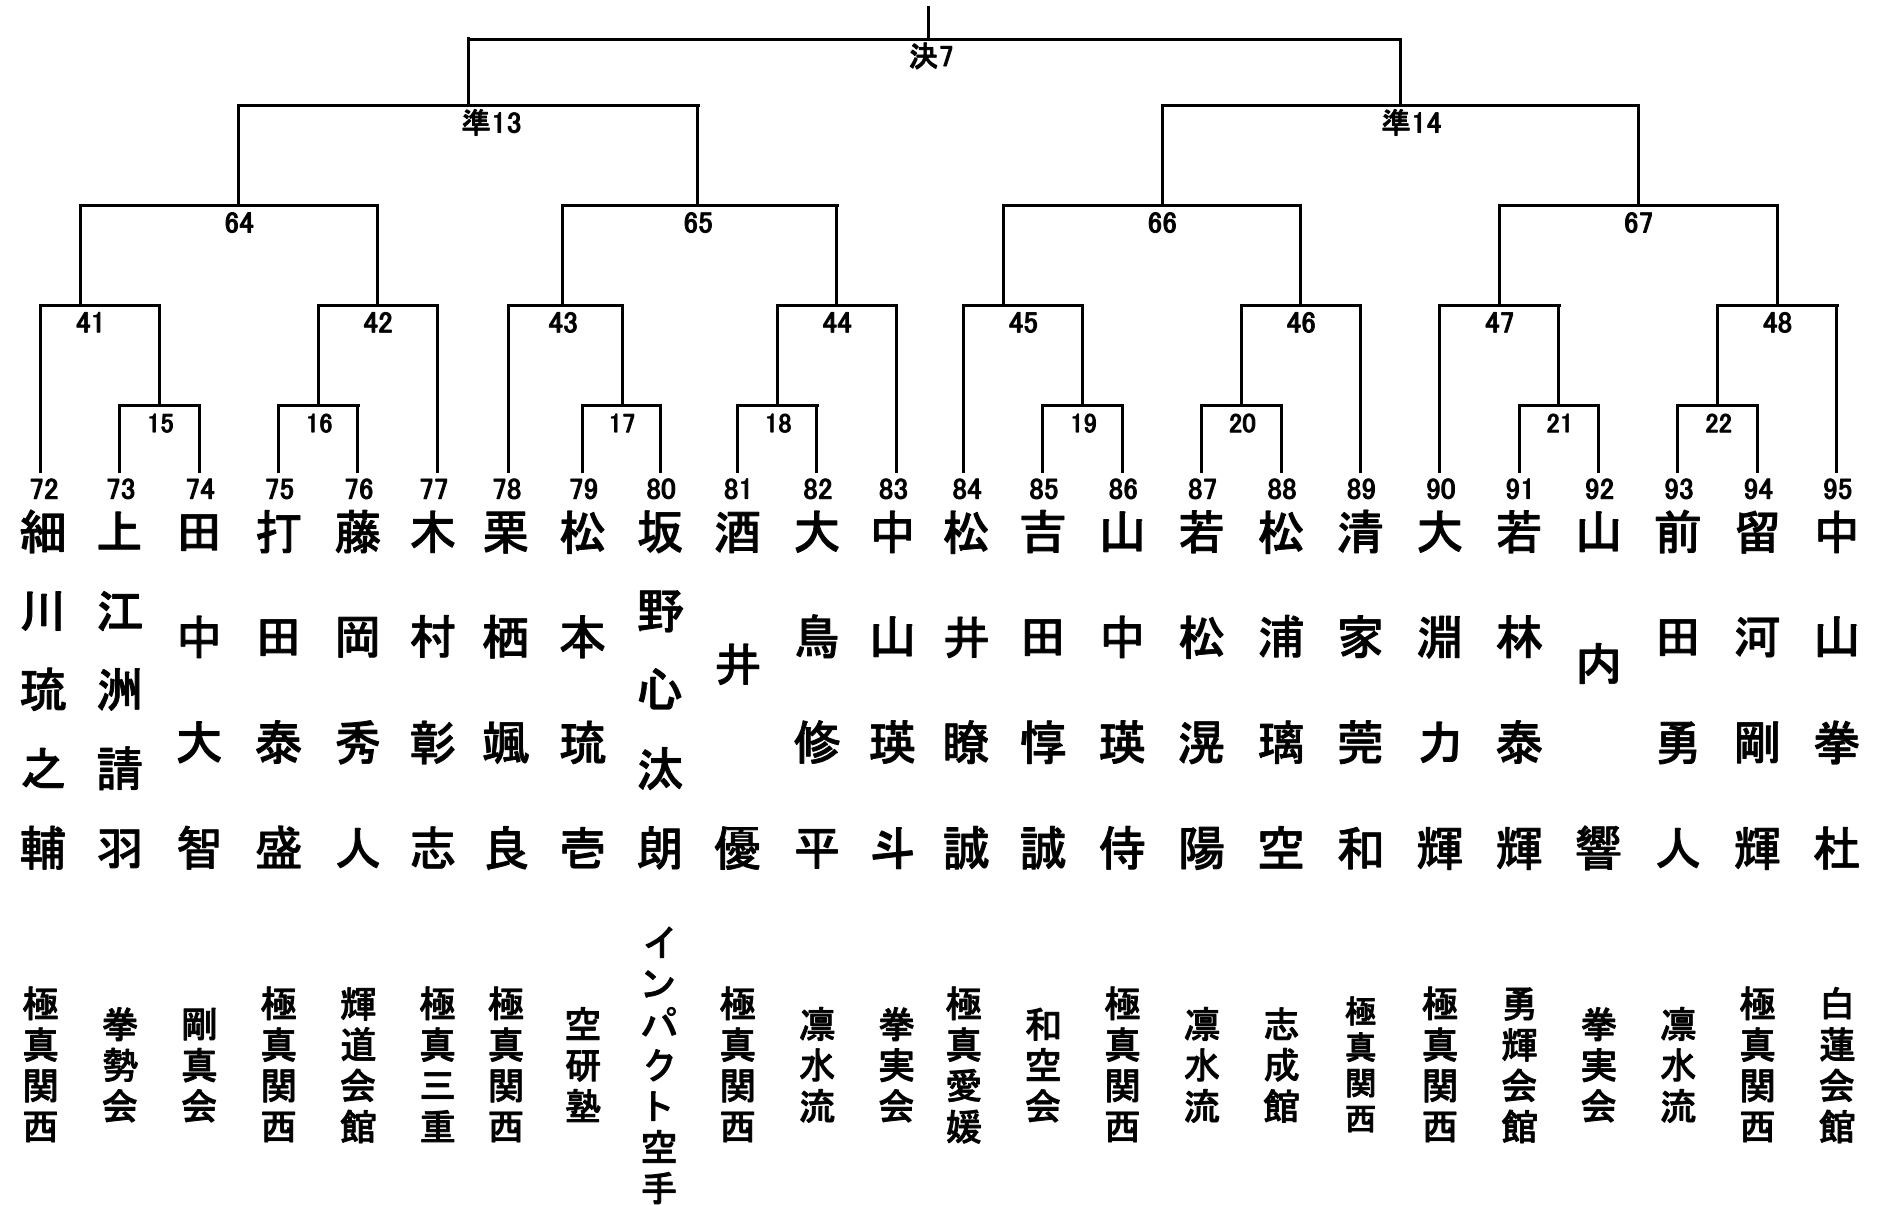 決7
準13 準14
64 65 66 67
41 42 43 44 45 46 47 48
15 16 17 18 19 20 21 22
72 細川琉之輔 極真関西
73 上江洲請羽 拳勢会
74 田中大智 剛真会
75 打田泰盛 極真関西
76 藤岡秀人 輝道会館
77 木村彰志 極真三重
78 栗栖颯良 極真関西
79 松本琉壱 空研塾
80 坂野心汰朗 インパクト空手
81 酒井優 極真関西
82 大鳥修平 凛水流
83 中山瑛斗 拳実会
84 松井瞭誠 極真愛媛
85 吉田惇誠 和空会
86 山中瑛侍 極真関西
87 若松滉陽 凛水流
88 松浦璃空 志成館
89 清家莞和 極真関西
90 大淵力輝 極真関西
91 若林泰輝 勇輝会館
92 山内響 拳実会
93 前田勇人 凛水流
94 留河剛輝 極真関西
95 中山拳杜 白蓮会館